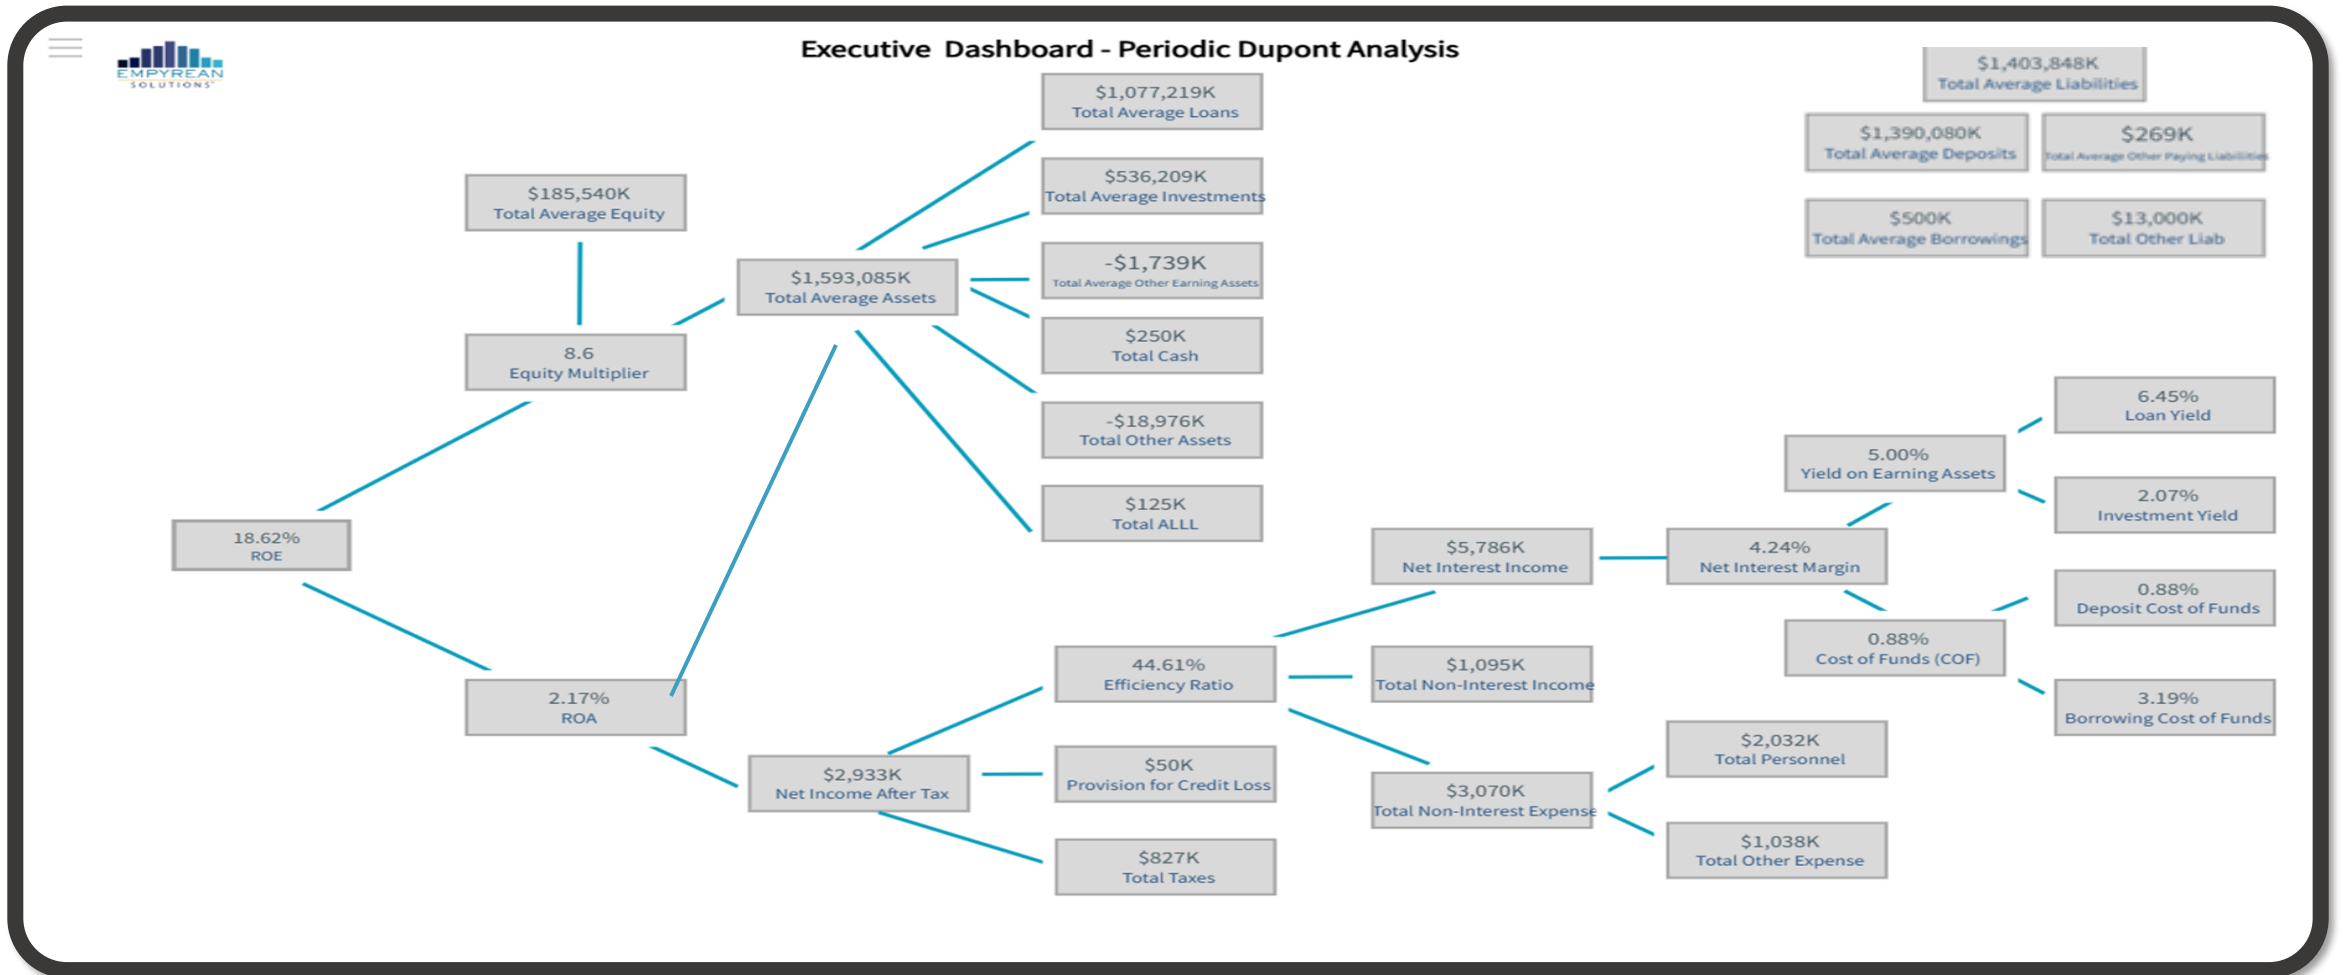 EMPYREAN
SOLUTIONS
Executive Dashboard - Periodic Dupont Analysis
$1,403,848K
Total Average Liabilities
$1,390,080K
Total Average Deposits
$269K
Total Average Other Paying Liabilities
$500K
Total Average Borrowings
$13,000K
Total Other Liab
$1,077,219K
Total Average Loans
$536,209K
Total Average Investments
-$1,739K
Total Average Other Earning Assets
$250K
Total Cash
-$18,976K
Total Other Assets
$125K
Total ALLL
$185,540K
Total Average Equity
$1,593,085K
Total Average Assets
8.6
Equity Multiplier
18.62%
ROE
2.17%
ROA
$2,933K
Net Income After Tax
44.61%
Efficiency Ratio
$50K
Provision for Credit Loss
$827K
Total Taxes
$5,786K
Net Interest Income
$1,095K
Total Non-Interest Income
$3,070K
Total Non-Interest Expense
4.24%
Net Interest Margin
$2,032K
Total Personnel
$1,038K
Total Other Expense
5.00%
Yield on Earning Assets
0.88%
Cost of Funds (COF)
6.45%
Loan Yield
2.07%
Investment Yield
0.88%
Deposit Cost of Funds
3.19%
Borrowing Cost of Funds